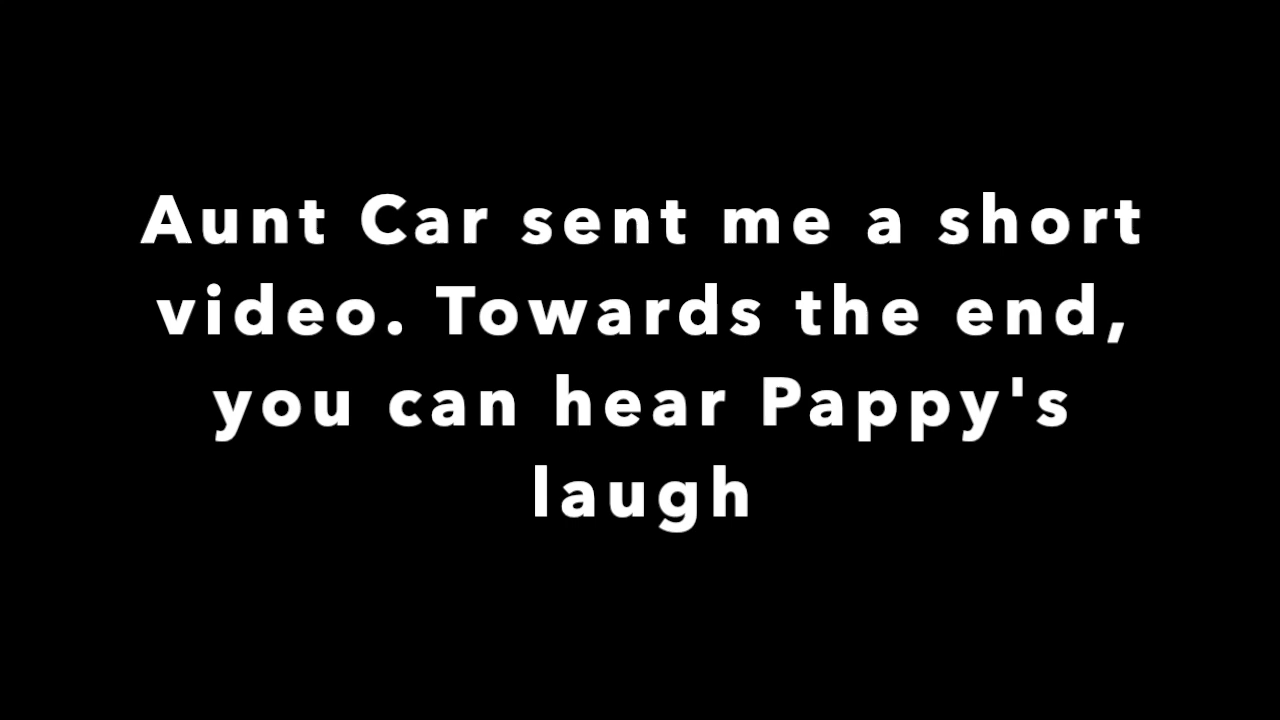 Aunt Car sent me a short
video. Towards the end,
you can hear Pappy's
laugh